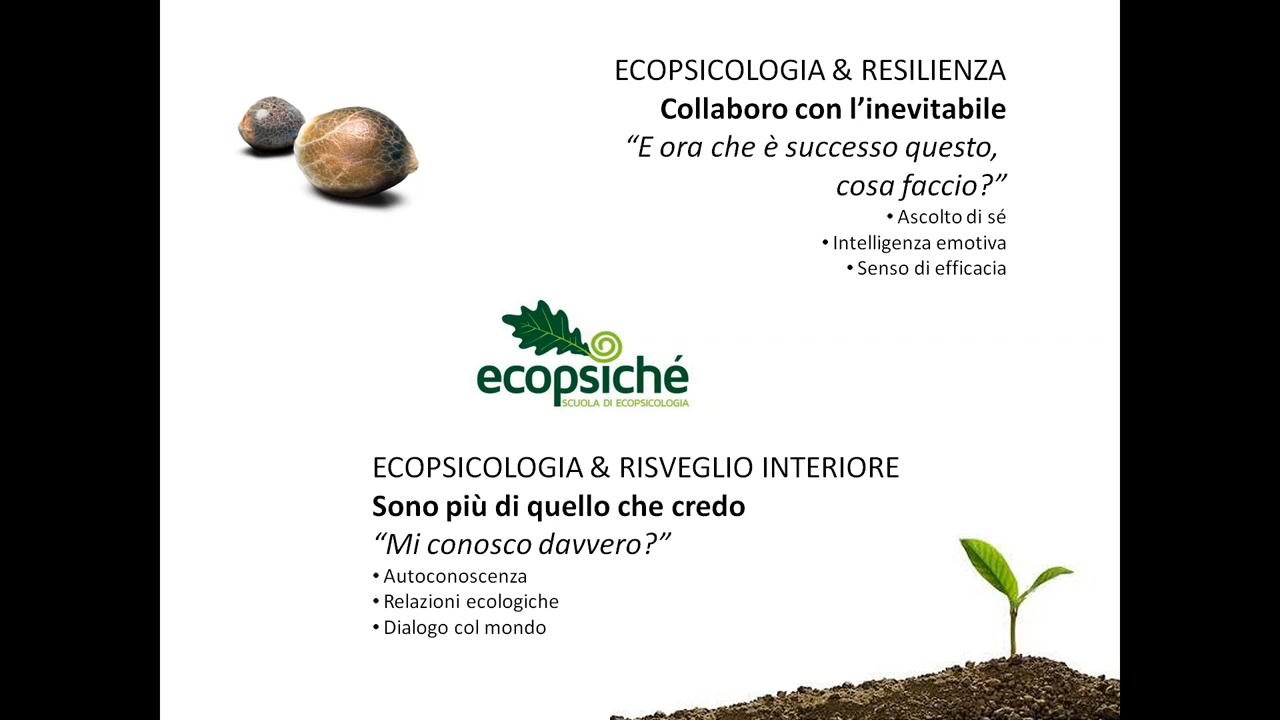 ECOPSICOLOGIA & RESILIENZA
Collaboro con l’inevitabile
“E ora che è successo questo,
cosa faccio?”
• Ascolto di sé
• Intelligenza emotiva
• Senso di efficacia
ecopsiché
SCUOLA DI ECOPSICOLOGIA
ECOPSICOLOGIA & RISVEGLIO INTERIORE
Sono più di quello che credo
“Mi conosco davvero?”
• Autoconoscenza
• Relazioni ecologiche
• Dialogo col mondo